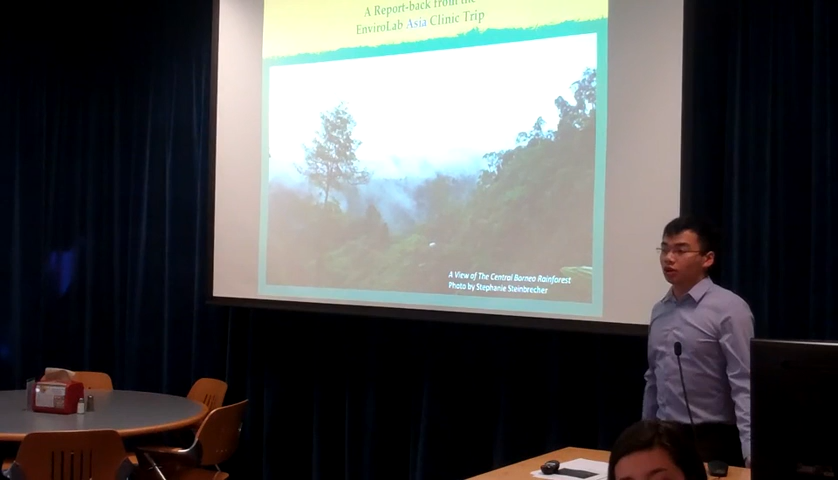 A Report-back from the
EnviroLab Asia Clinic Trip
A View of The Central Borneo Rainforest
Photo by Stephanie Steinbrecher